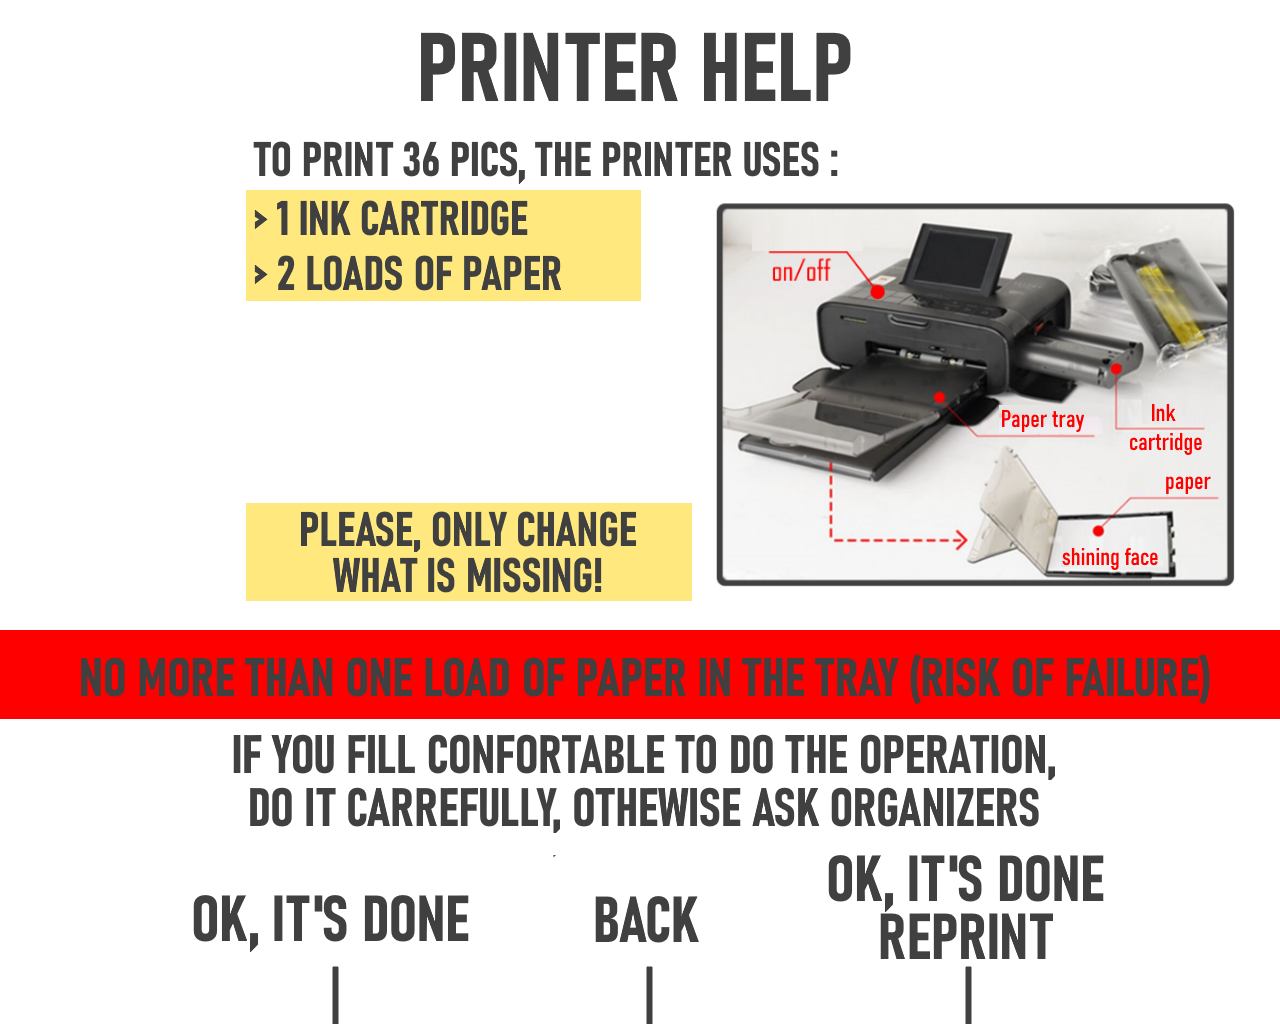 PRINTER HELP
TO PRINT 36 PICS, THE PRINTER USES :
> 1 INK CARTRIDGE
> 2 LOADS OF PAPER
on/off
Paper tray
Ink
cartridge
paper
shining face
PLEASE, ONLY CHANGE
WHAT IS MISSING!
NO MORE THAN ONE LOAD OF PAPER IN THE TRAY (RISK OF FAILURE)
IF YOU FILL CONFORTABLE TO DO THE OPERATION,
DO IT CARREFULLY, OTHEWISE ASK ORGANIZERS
OK, IT'S DONE
BACK
OK, IT'S DONE
REPRINT